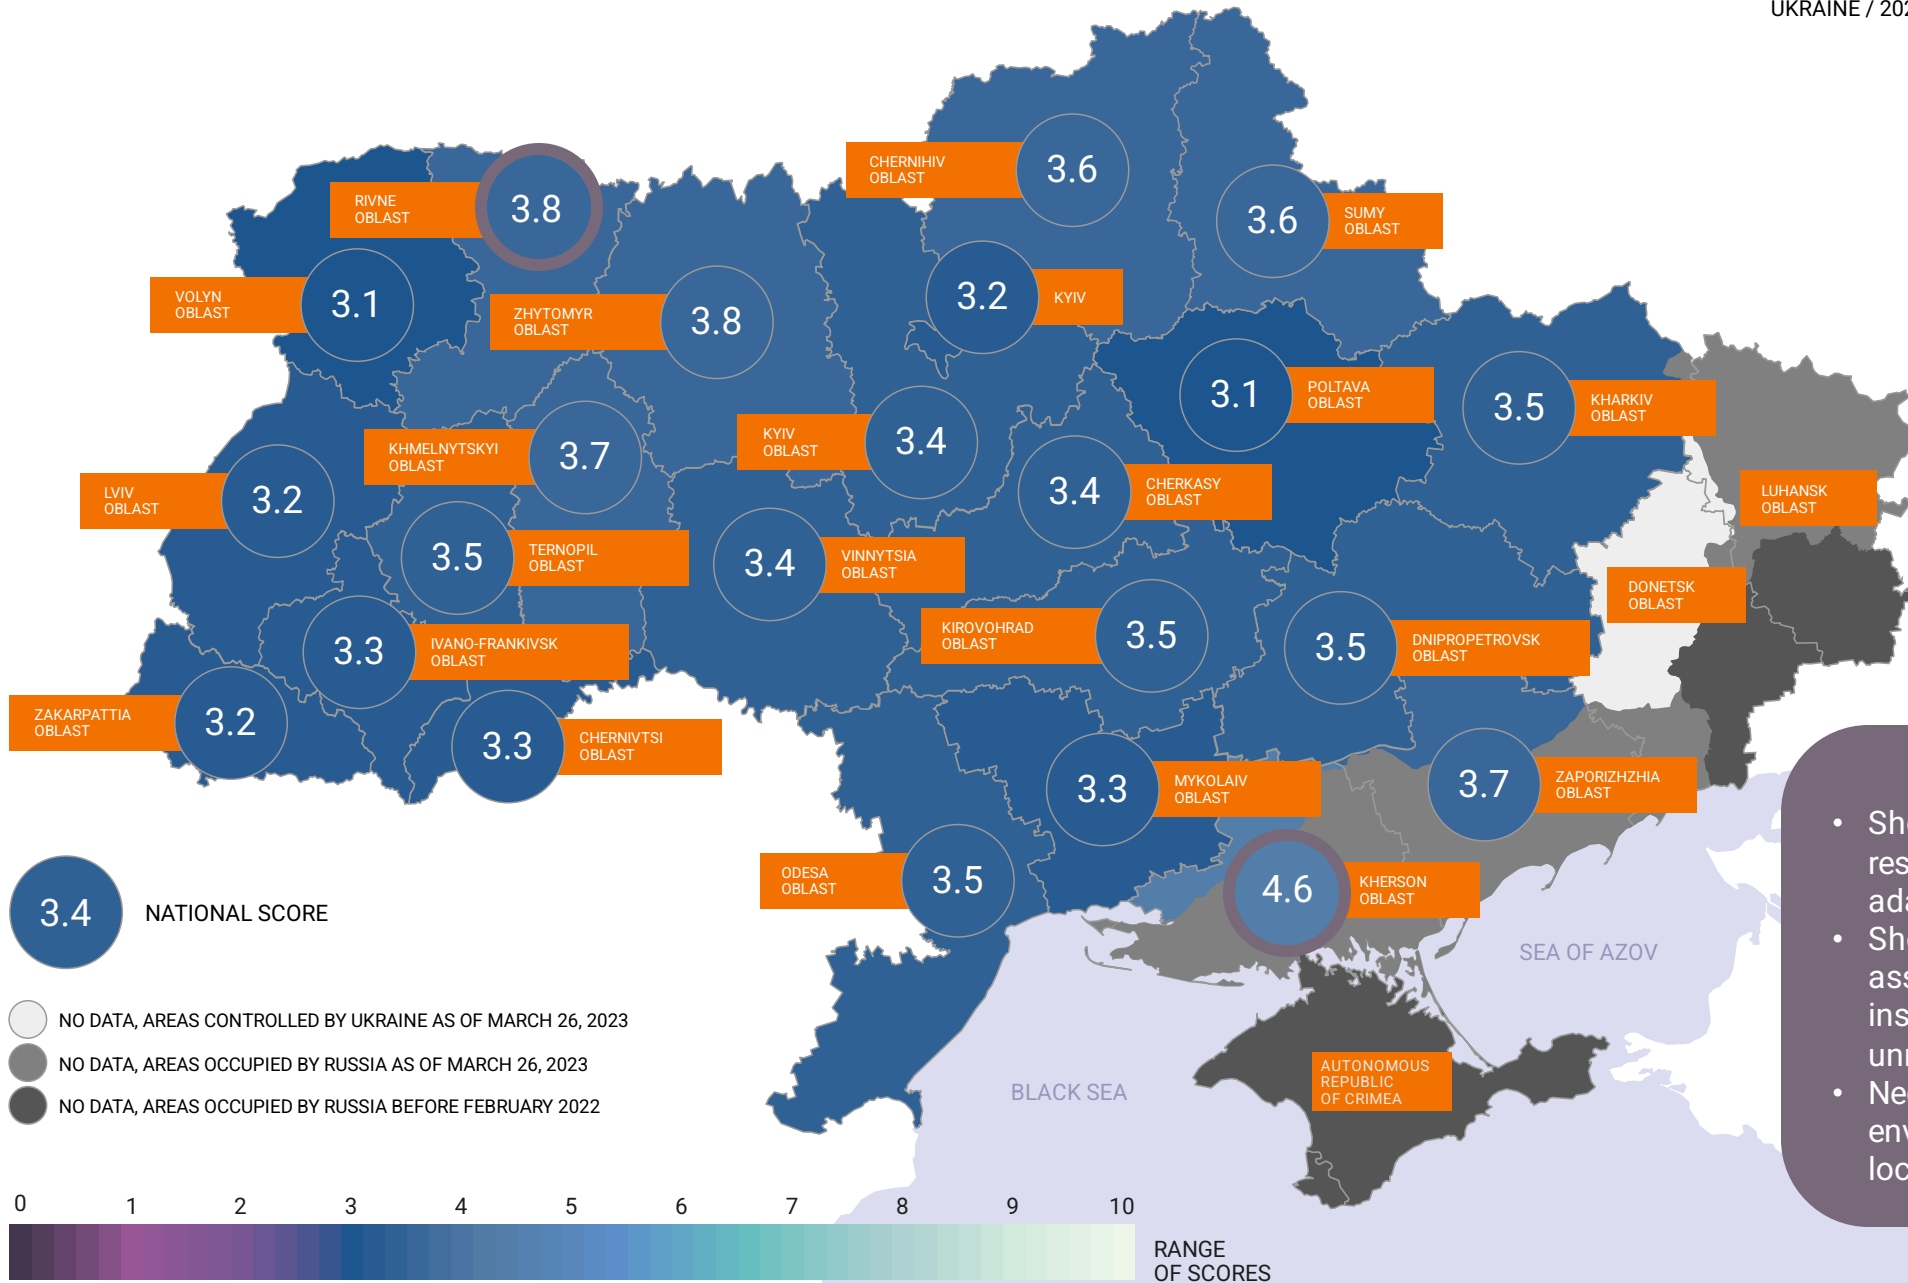 UKRAINE / 202
CHERNIHIV
OBLAST
3.6
RIVNE
OBLAST
3.8
3.6
SUMY
OBLAST
VOLYN
OBLAST
3.1
ZHYTOMYR
OBLAST
3.8
3.2
KYIV
3.1
POLTAVA
OBLAST
3.5
KHARKIV
OBLAST
KHMELNYTSKYI
OBLAST
3.7
KYIV
OBLAST
3.4
LVIV
OBLAST
3.2
3.4
CHERKASY
OBLAST
LUHANSK
OBLAST
3.5
TERNOPIL
OBLAST
3.4
VINNYTSIA
OBLAST
DONETSK
OBLAST
3.3
IVANO-FRANKIVSK
OBLAST
KIROVOHRAD
OBLAST
3.5
3.5
DNIPROPETROVSK
OBLAST
ZAKARPATTIA
OBLAST
3.2
3.3
CHERNIVTSI
OBLAST
3.3
MYKOLAIV
OBLAST
3.7
ZAPORIZHZHIA
OBLAST
ODESA
OBLAST
3.5
4.6
KHERSON
OBLAST
3.4
NATIONAL SCORE
SEA OF AZOV
NO DATA, AREAS CONTROLLED BY UKRAINE AS OF MARCH 26, 2023
NO DATA, AREAS OCCUPIED BY RUSSIA AS OF MARCH 26, 2023
NO DATA, AREAS OCCUPIED BY RUSSIA BEFORE FEBRUARY 2022
BLACK SEA
AUTONOMOUS
REPUBLIC
OF CRIMEA
0 1 2 3 4 5 6 7 8 9 10
RANGE
OF SCORES